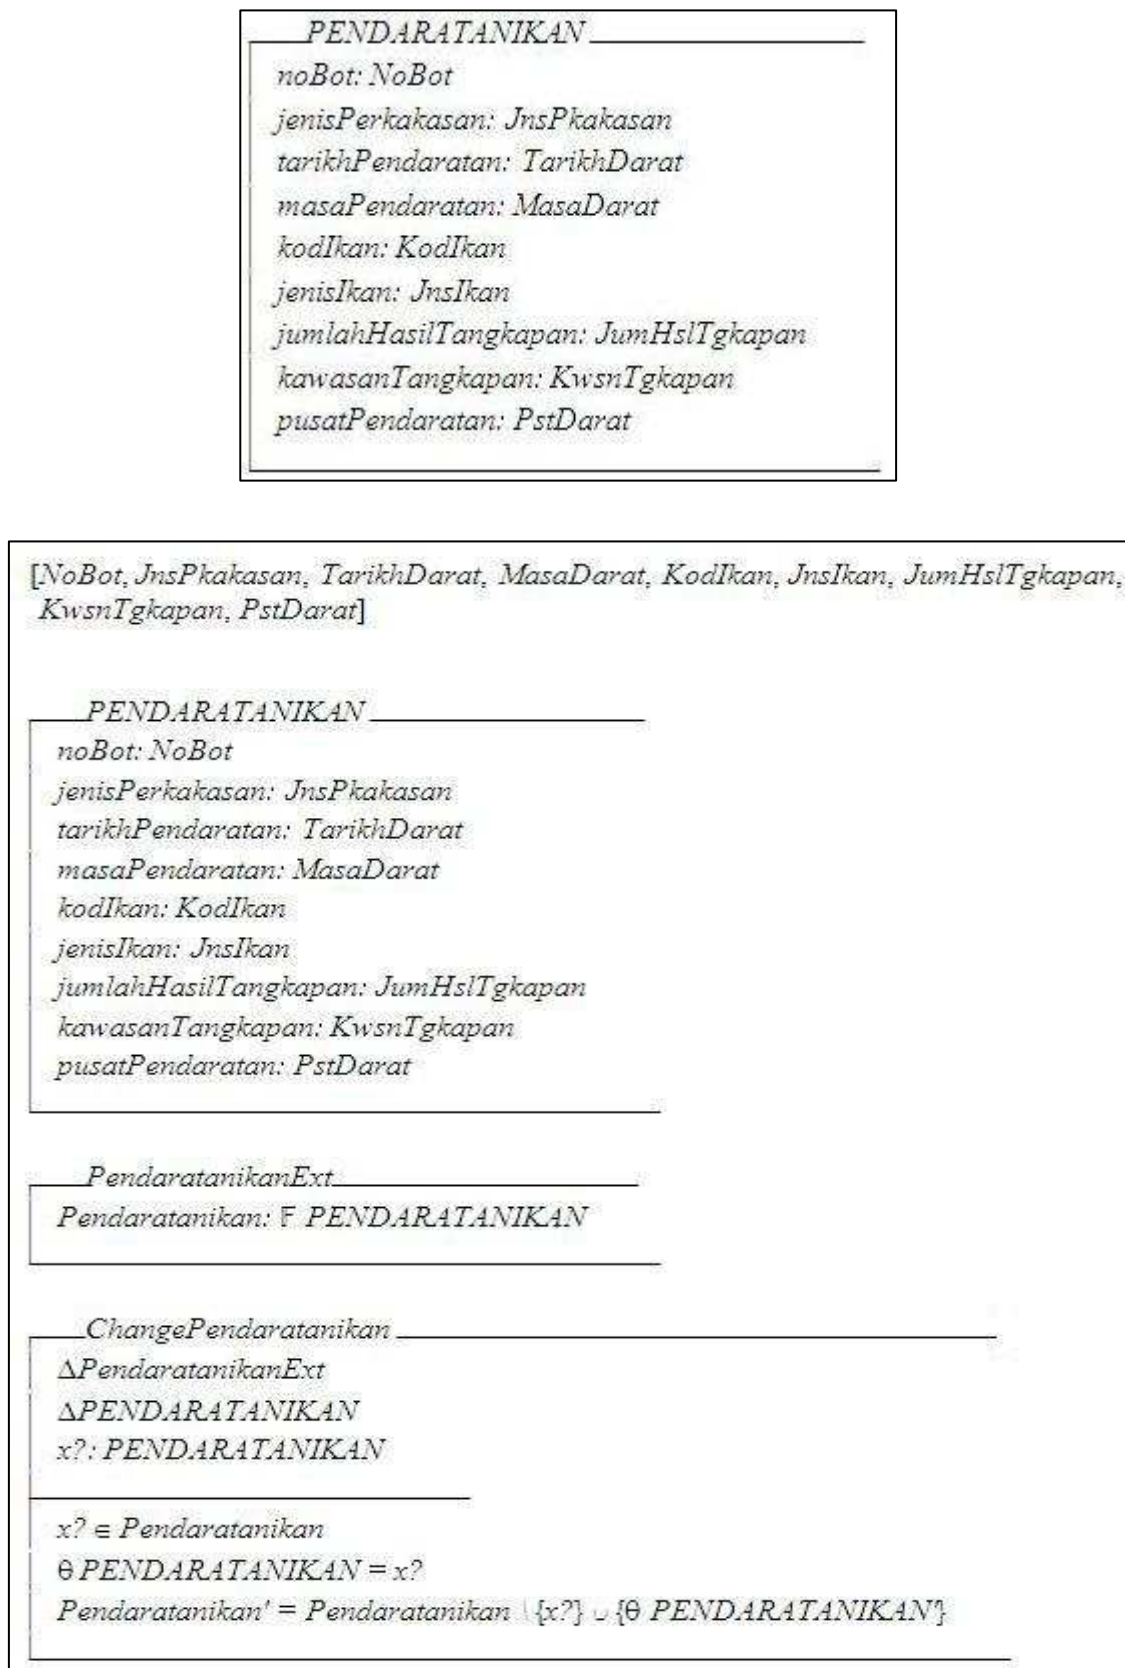 PENDARATANIKAN
noBot: NoBot
jenisPerkakasan: JnsPkakasan
tarikhPendaratan: TarikhDarat
masaPendaratan: MasaDarat
kodIkan: KodIkan
jenisIkan: JnsIkan
jumlahHasilTangkapan: JumHslTgkapan
kawasanTangkapan: KwsnTgkapan
pusatPendaratan: PstDarat
[NoBot, JnsPkakasan, TarikhDarat, MasaDarat, KodIkan, JnsIkan, JumHslTgkapan,
KwsnTgkapan, PstDarat]
PENDARATANIKAN
noBot: NoBot
jenisPerkakasan: JnsPkakasan
tarikhPendaratan: TarikhDarat
masaPendaratan: MasaDarat
kodIkan: KodIkan
jenisIkan: JnsIkan
jumlahHasilTangkapan: JumHslTgkapan
kawasanTangkapan: KwsnTgkapan
pusatPendaratan: PstDarat
PendaratanikanExt
Pendaratanikan: 𝔽 PENDARATANIKAN
ChangePendaratanikan
ΔPendaratanikanExt
ΔPENDARATANIKAN
x?: PENDARATANIKAN
x? ∈ Pendaratanikan
θ PENDARATANIKAN = x?
Pendaratanikan' = Pendaratanikan \ {x?} ∪ {θ PENDARATANIKAN'}